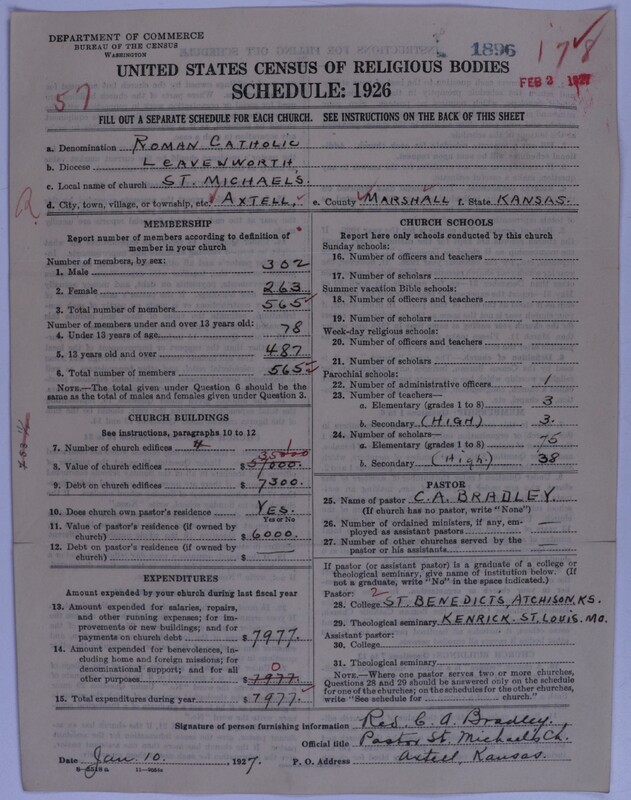 DEPARTMENT OF COMMERCE
BUREAU OF THE CENSUS
WASHINGTON
1896
178
FEB 2 1927
57
UNITED STATES CENSUS OF RELIGIOUS BODIES
SCHEDULE: 1926
FILL OUT A SEPARATE SCHEDULE FOR EACH CHURCH. SEE INSTRUCTIONS ON THE BACK OF THIS SHEET
a. Denomination ROMAN CATHOLIC
b. Diocese LEAVENWORTH
c. Local name of church ST. MICHAELS.
d. City, town, village, or township, etc. AXTELL, e. County MARSHALL f. State KANSAS.
MEMBERSHIP
Report number of members according to definition of
member in your church
Number of members, by sex:
1. Male 302
2. Female 263
3. Total number of members 565
Number of members under and over 13 years old:
4. Under 13 years of age 78
5. 13 years old and over 487
6. Total number of members 565
NOTE.—The total given under Question 6 should be the
same as the total of males and females given under Question 3.
CHURCH BUILDINGS
See instructions, paragraphs 10 to 12
7. Number of church edifices 4 1
35000
8. Value of church edifices $ 51000.
9. Debt on church edifices $ 7300.
10. Does church own pastor's residence? YES.
Yes or No
11. Value of pastor's residence (if owned by
church) $ 6000.
12. Debt on pastor's residence (if owned by
church) $ —
EXPENDITURES
Amount expended by your church during last fiscal year
13. Amount expended for salaries, repairs,
and other running expenses; for im-
provements or new buildings; and for
payments on church debt $ 7977.
14. Amount expended for benevolences, in-
cluding home and foreign missions; for
denominational support; and for all
other purposes $ 7977 0
15. Total expenditures during year $ 7977.
CHURCH SCHOOLS
Report here only schools conducted by this church
Sunday schools:
16. Number of officers and teachers
17. Number of scholars
Summer vacation Bible schools:
18. Number of officers and teachers
19. Number of scholars
Week-day religious schools:
20. Number of officers and teachers
21. Number of scholars
Parochial schools:
22. Number of administrative officers 1
23. Number of teachers—
a. Elementary (grades 1 to 8) 3
b. Secondary (HIGH) 3.
24. Number of scholars—
a. Elementary (grades 1 to 8) 75
b. Secondary (High.) 38
PASTOR
25. Name of pastor C.A. BRADLEY.
(If church has no pastor, write "None")
26. Number of ordained ministers, if any, em-
ployed as assistant pastors —
27. Number of other churches served by the
pastor or his assistants —
If pastor (or assistant pastor) is a graduate of a college or
theological seminary, give name of institution below. (If
not a graduate, write "No" in the space indicated.)
Pastor: 2
28. College ST. BENEDICTS, ATCHISON, KS.
29. Theological seminary KENRICK. ST. LOUIS. MO.
Assistant pastor:
30. College
31. Theological seminary
NOTE.—Where one pastor serves two or more churches,
Questions 28 and 29 should be answered only on the schedule
for one of the churches; on the schedules for the other churches,
write "See schedule for church."
Signature of person furnishing information Rev. C. A. Bradley.
Official title Pastor St. Michaels Ch.
Date Jan. 10. 1927. P. O. Address Axtell, Kansas.